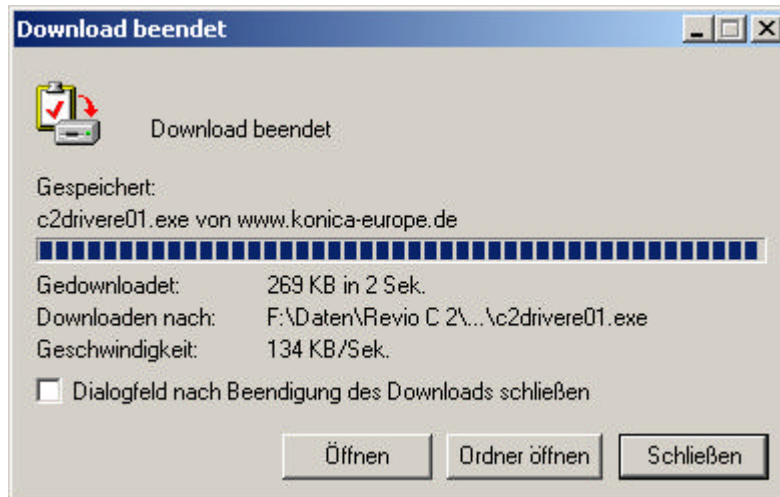 Download beendet
Download beendet
Gespeichert:
c2drivere01.exe von www.konica-europe.de
Gedownloadet: 269 KB in 2 Sek.
Downloaden nach: F:\Daten\Revio C 2\...\c2drivere01.exe
Geschwindigkeit: 134 KB/Sek.
Dialogfeld nach Beendigung des Downloads schließen
Öffnen Ordner öffnen Schließen